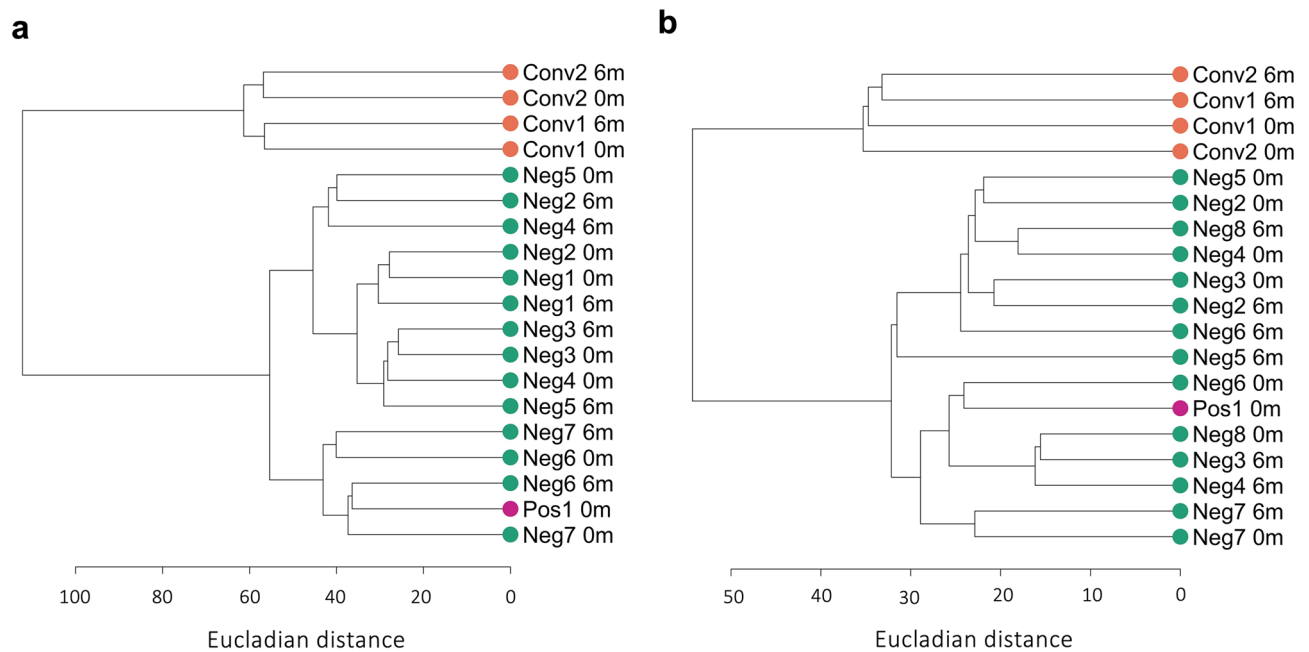 a
Conv2 6m
Conv2 0m
Conv1 6m
Conv1 0m
Neg5 0m
Neg2 6m
Neg4 6m
Neg2 0m
Neg1 0m
Neg1 6m
Neg3 6m
Neg3 0m
Neg4 0m
Neg5 6m
Neg7 6m
Neg6 0m
Neg6 6m
Pos1 0m
Neg7 0m
100 80 60 40 20 0
Eucladian distance
b
Conv2 6m
Conv1 6m
Conv1 0m
Conv2 0m
Neg5 0m
Neg2 0m
Neg8 6m
Neg4 0m
Neg3 0m
Neg2 6m
Neg6 6m
Neg5 6m
Neg6 0m
Pos1 0m
Neg8 0m
Neg3 6m
Neg4 6m
Neg7 6m
Neg7 0m
50 40 30 20 10 0
Eucladian distance